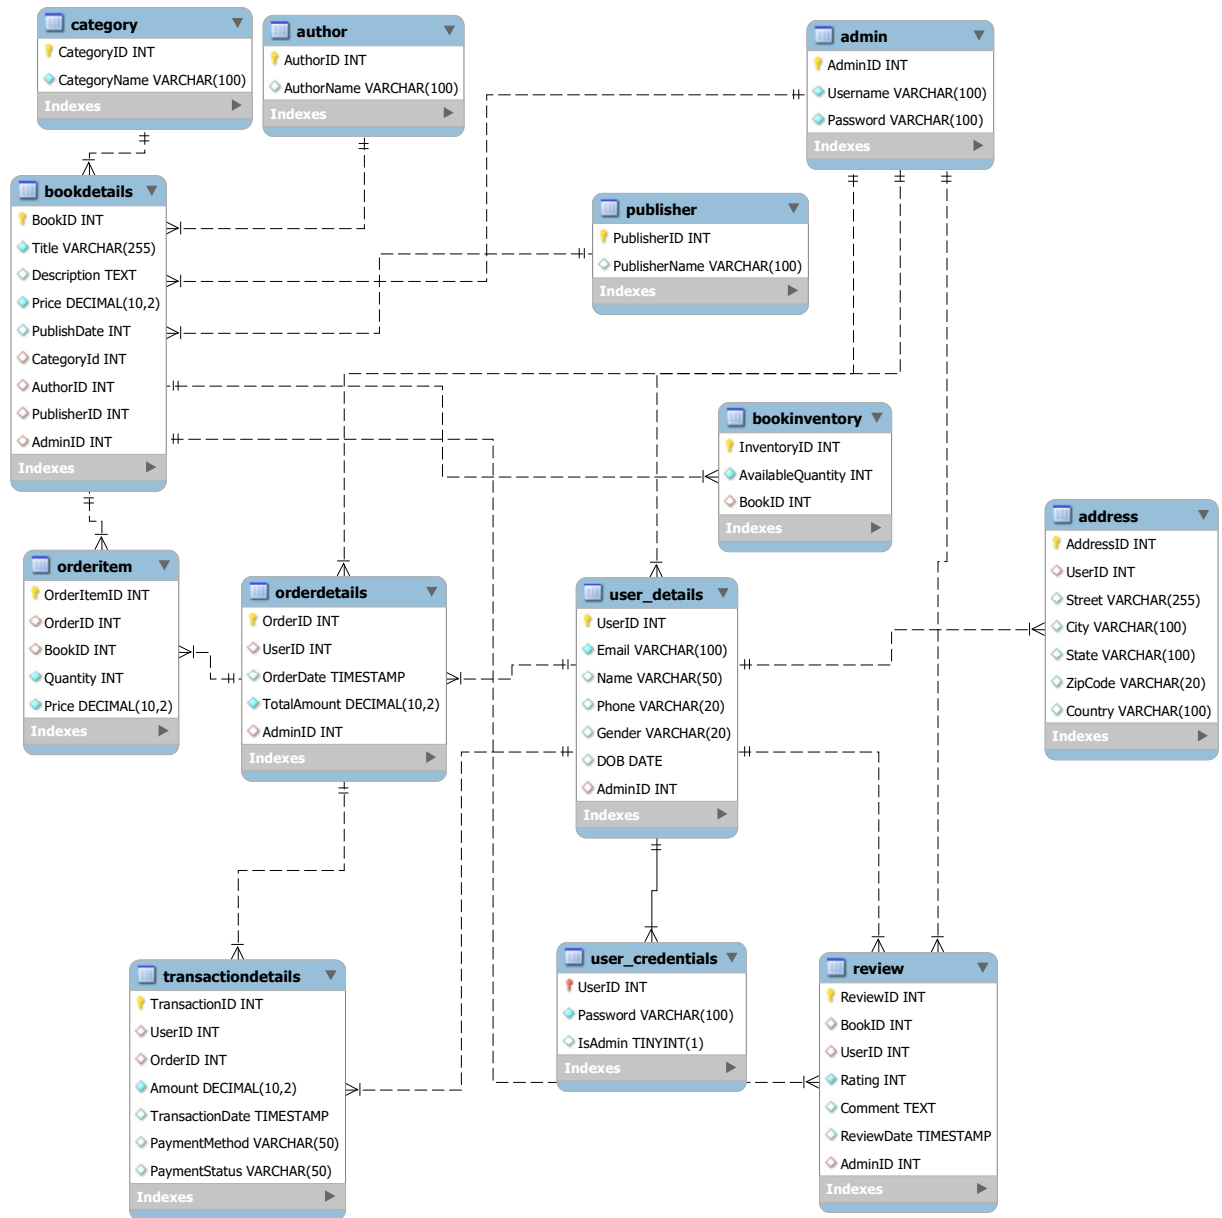 category
CategoryID INT
CategoryName VARCHAR(100)
Indexes
author
AuthorID INT
AuthorName VARCHAR(100)
Indexes
admin
AdminID INT
Username VARCHAR(100)
Password VARCHAR(100)
Indexes
bookdetails
BookID INT
Title VARCHAR(255)
Description TEXT
Price DECIMAL(10,2)
PublishDate INT
CategoryId INT
AuthorID INT
PublisherID INT
AdminID INT
Indexes
publisher
PublisherID INT
PublisherName VARCHAR(100)
Indexes
bookinventory
InventoryID INT
AvailableQuantity INT
BookID INT
Indexes
address
AddressID INT
UserID INT
Street VARCHAR(255)
City VARCHAR(100)
State VARCHAR(100)
ZipCode VARCHAR(20)
Country VARCHAR(100)
Indexes
orderitem
OrderItemID INT
OrderID INT
BookID INT
Quantity INT
Price DECIMAL(10,2)
Indexes
orderdetails
OrderID INT
UserID INT
OrderDate TIMESTAMP
TotalAmount DECIMAL(10,2)
AdminID INT
Indexes
user_details
UserID INT
Email VARCHAR(100)
Name VARCHAR(50)
Phone VARCHAR(20)
Gender VARCHAR(20)
DOB DATE
AdminID INT
Indexes
transactiondetails
TransactionID INT
UserID INT
OrderID INT
Amount DECIMAL(10,2)
TransactionDate TIMESTAMP
PaymentMethod VARCHAR(50)
PaymentStatus VARCHAR(50)
Indexes
user_credentials
UserID INT
Password VARCHAR(100)
IsAdmin TINYINT(1)
Indexes
review
ReviewID INT
BookID INT
UserID INT
Rating INT
Comment TEXT
ReviewDate TIMESTAMP
AdminID INT
Indexes